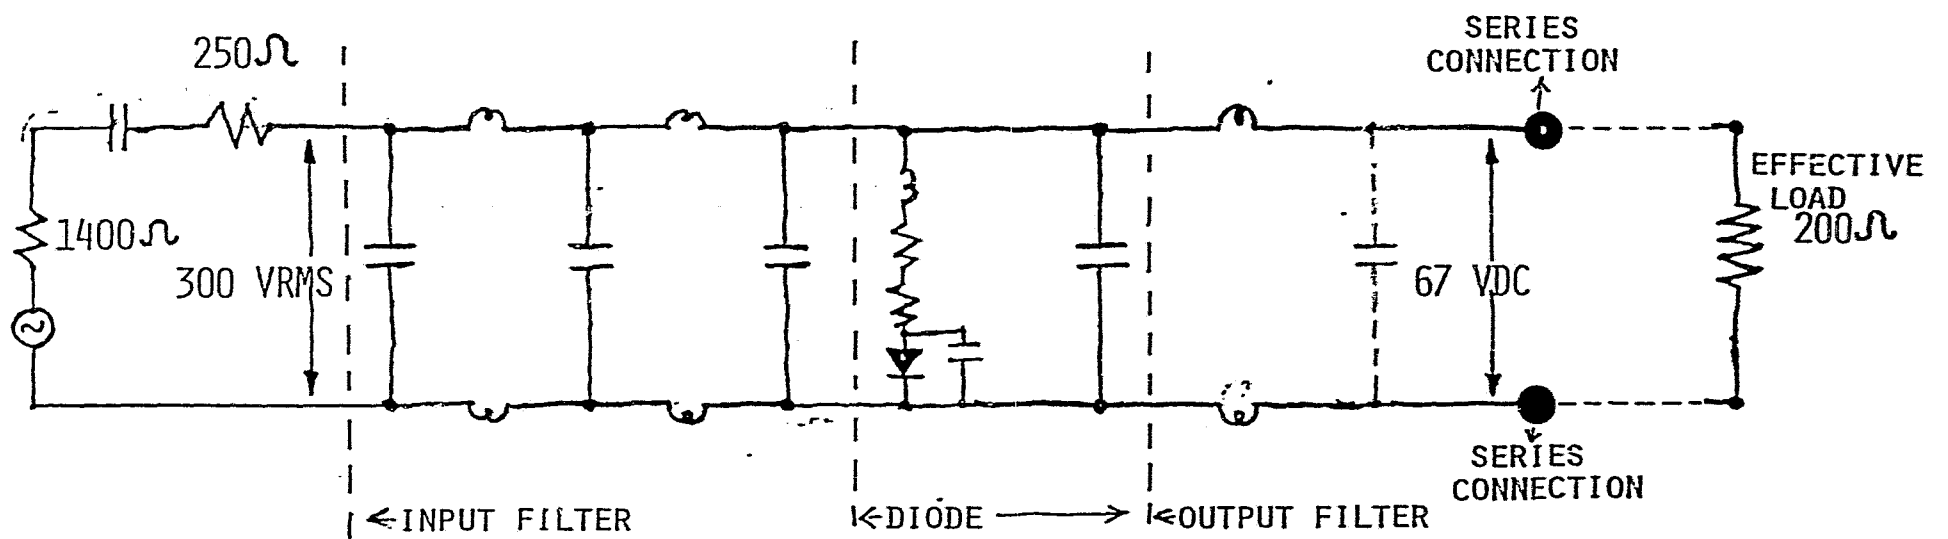 250Ω
SERIES
CONNECTION
1400Ω
300 VRMS
67 VDC
EFFECTIVE
LOAD
200Ω
SERIES
CONNECTION
←INPUT FILTER
←DIODE→
←OUTPUT FILTER